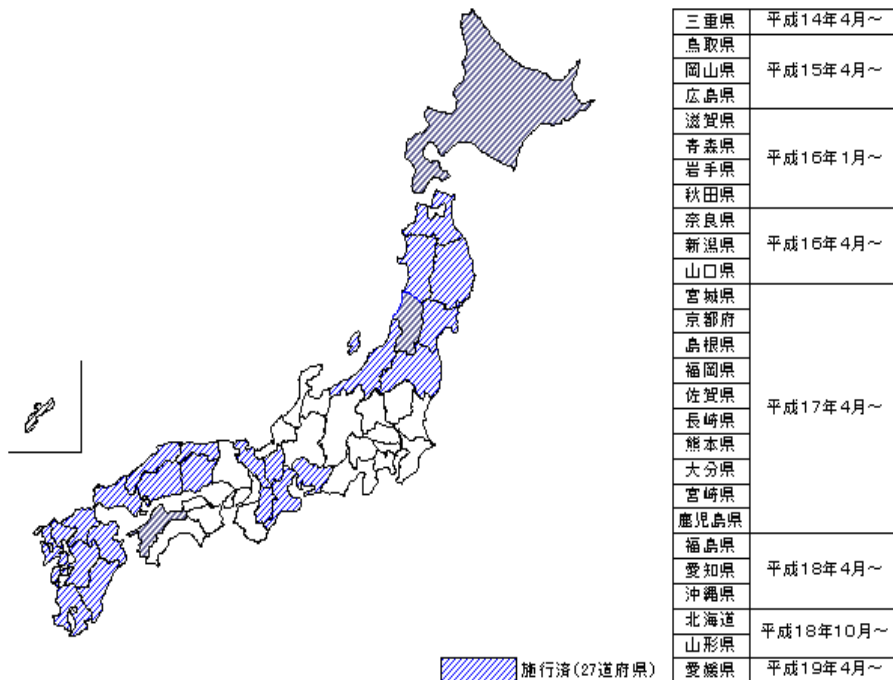 三重県 平成14年4月～
鳥取県
岡山県 平成15年4月～
広島県
滋賀県
青森県
平成16年1月～
岩手県
秋田県
奈良県
新潟県 平成16年4月～
山口県
宮城県
京都府
島根県
福岡県
佐賀県
平成17年4月～
長崎県
熊本県
大分県
宮崎県
鹿児島県
福島県
愛知県 平成18年4月～
沖縄県
北海道
平成18年10月～
山形県
愛媛県 平成19年4月～
施行済(27道府県)